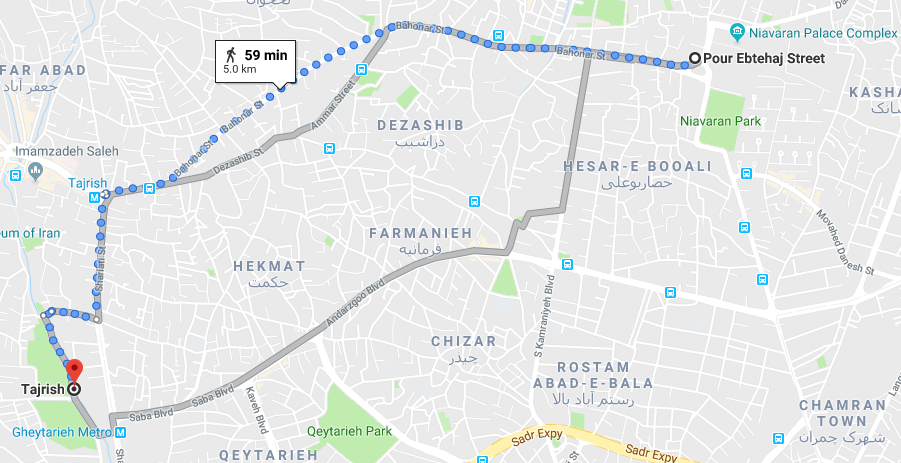 نخجوان
Bahonar St
Niavaran Palace Complex
59 min
5.0 km
Bahonar St
Pour Ebtehaj Street
FAR ABAD
جعفر آباد
Ammar Street
KASHA
Bahonar St
DEZASHIB
دزاشیب
Niavaran Park
Imamzadeh Saleh
Bahonar St
Dezashib St
HESAR-E BOOALI
حصاربوعلی
Tajrish
Movahed Danesh St
um of Iran
Shariati St
FARMANIEH
فرمانیه
HEKMAT
حکمت
Andarzgoo Blvd
S Kamraniyeh Blvd
CHIZAR
چیذر
ROSTAM
ABAD-E-BALA
رستم آباد بالا
Tajrish
Saba Blvd
Saba Blvd
Kaveh Blvd
CHAMRAN
TOWN
شهرک چمران
Gheytarieh Metro
Qeytarieh Park
Sadr Expy
Sadr Expy
QEYTARIEH